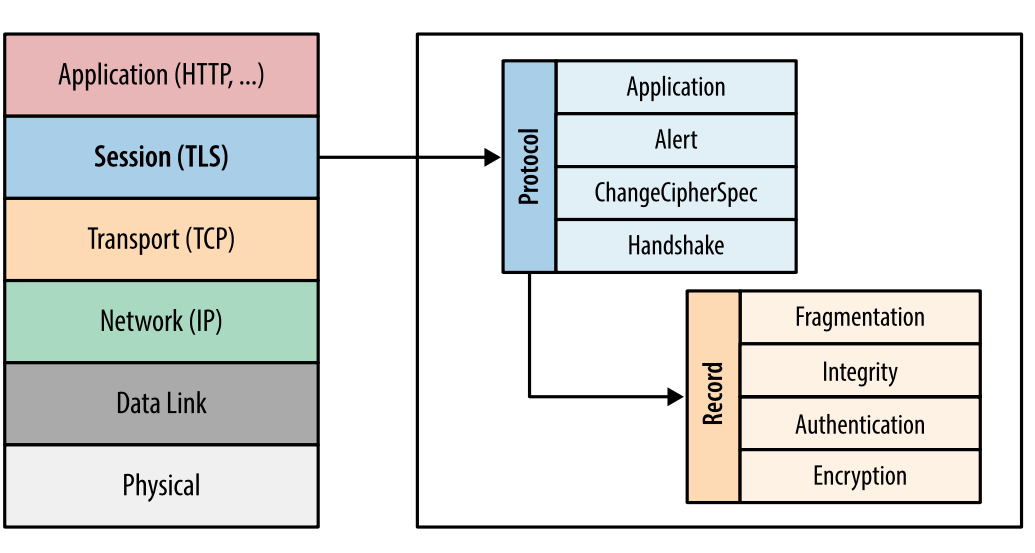 Application (HTTP, ...)
Session (TLS)
Transport (TCP)
Network (IP)
Data Link
Physical
Protocol
Application
Alert
ChangeCipherSpec
Handshake
Record
Fragmentation
Integrity
Authentication
Encryption